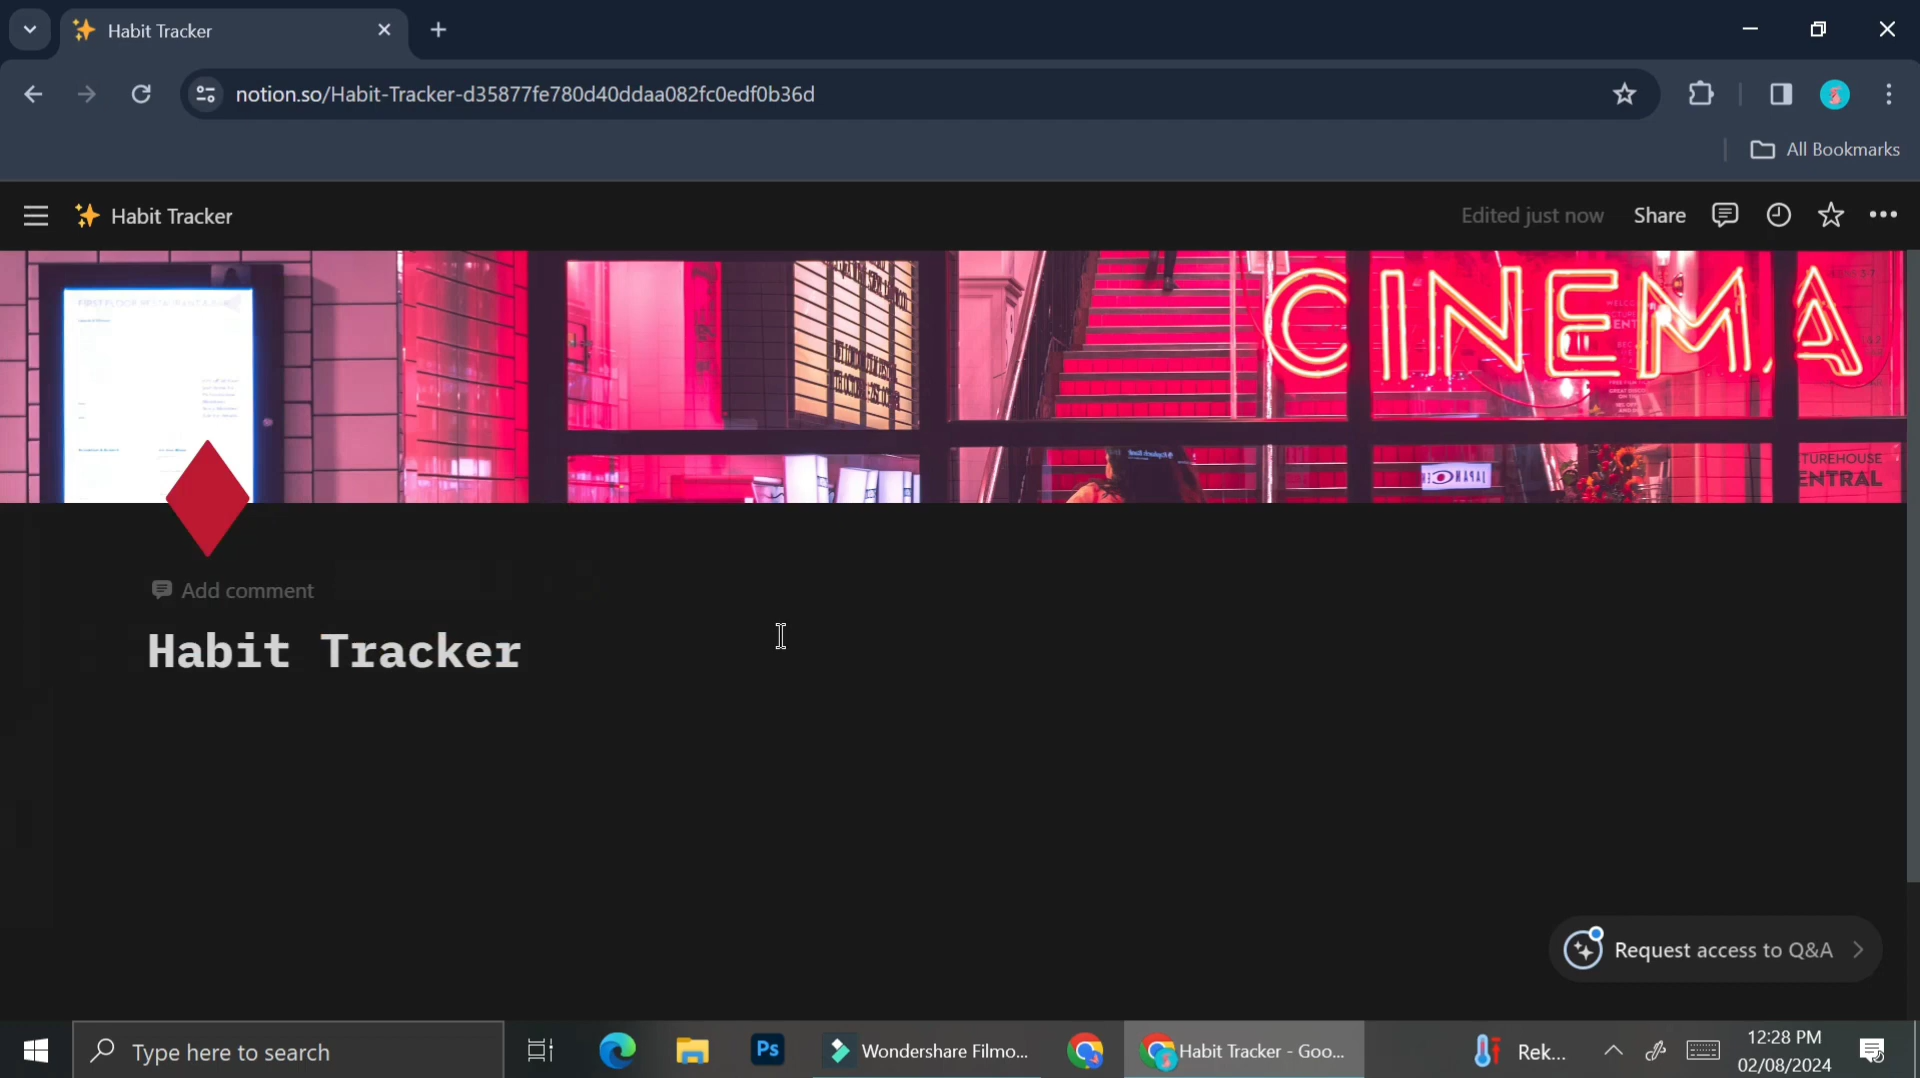 Habit Tracker
notion.so/Habit-Tracker-d35877fe780d40ddaa082fc0edf0b36d
All Bookmarks
Habit Tracker
Edited just now
Share
CINEMA
TUREHOUSE
ENTRAL
Add comment
Habit Tracker
Request access to Q&A
Type here to search
Ps
Wondershare Filmo...
Habit Tracker - Goo...
Rek...
12:28 PM
02/08/2024